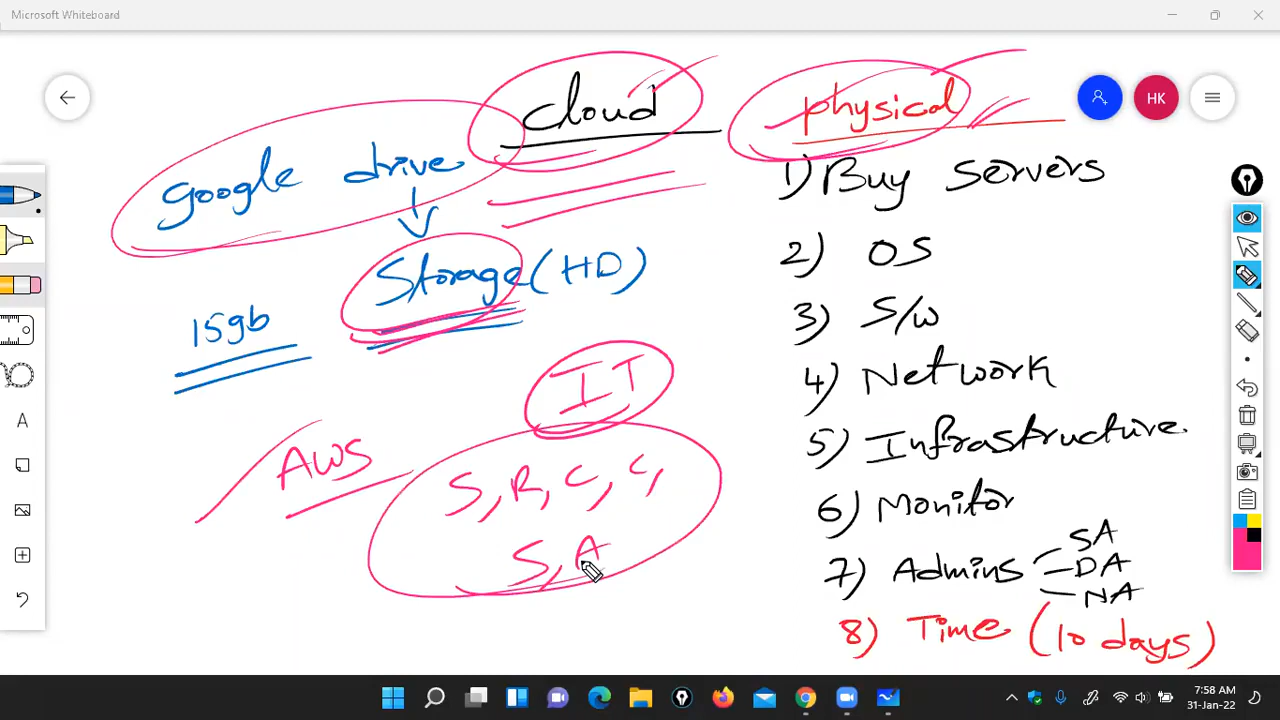 Microsoft Whiteboard
cloud
physical
HK
google drive
Storage (HD)
15gb
IT
AWS
S, R, C, C,
S, A
1) Buy Servers
2) OS
3) S/W
4) Network
5) Infrastructure.
6) Monitor
7) Admins
SA
DA
NA
8) Time (10 days)
A
7:58 AM
31-Jan-22